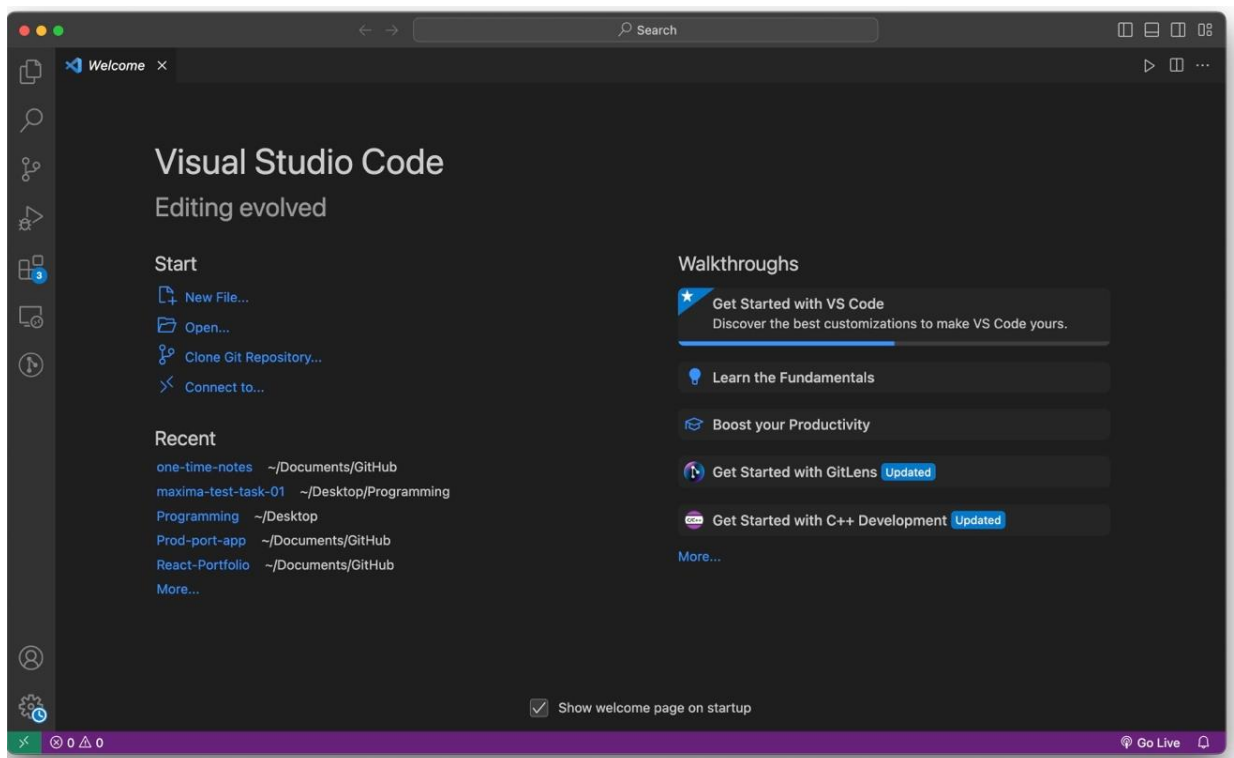 Search
Welcome
Visual Studio Code
Editing evolved
Start
New File...
Open...
Clone Git Repository...
Connect to...
Recent
one-time-notes ~/Documents/GitHub
maxima-test-task-01 ~/Desktop/Programming
Programming ~/Desktop
Prod-port-app ~/Documents/GitHub
React-Portfolio ~/Documents/GitHub
More...
Walkthroughs
Get Started with VS Code
Discover the best customizations to make VS Code yours.
Learn the Fundamentals
Boost your Productivity
Get Started with GitLens Updated
Get Started with C++ Development Updated
More...
3
Show welcome page on startup
0 0
Go Live